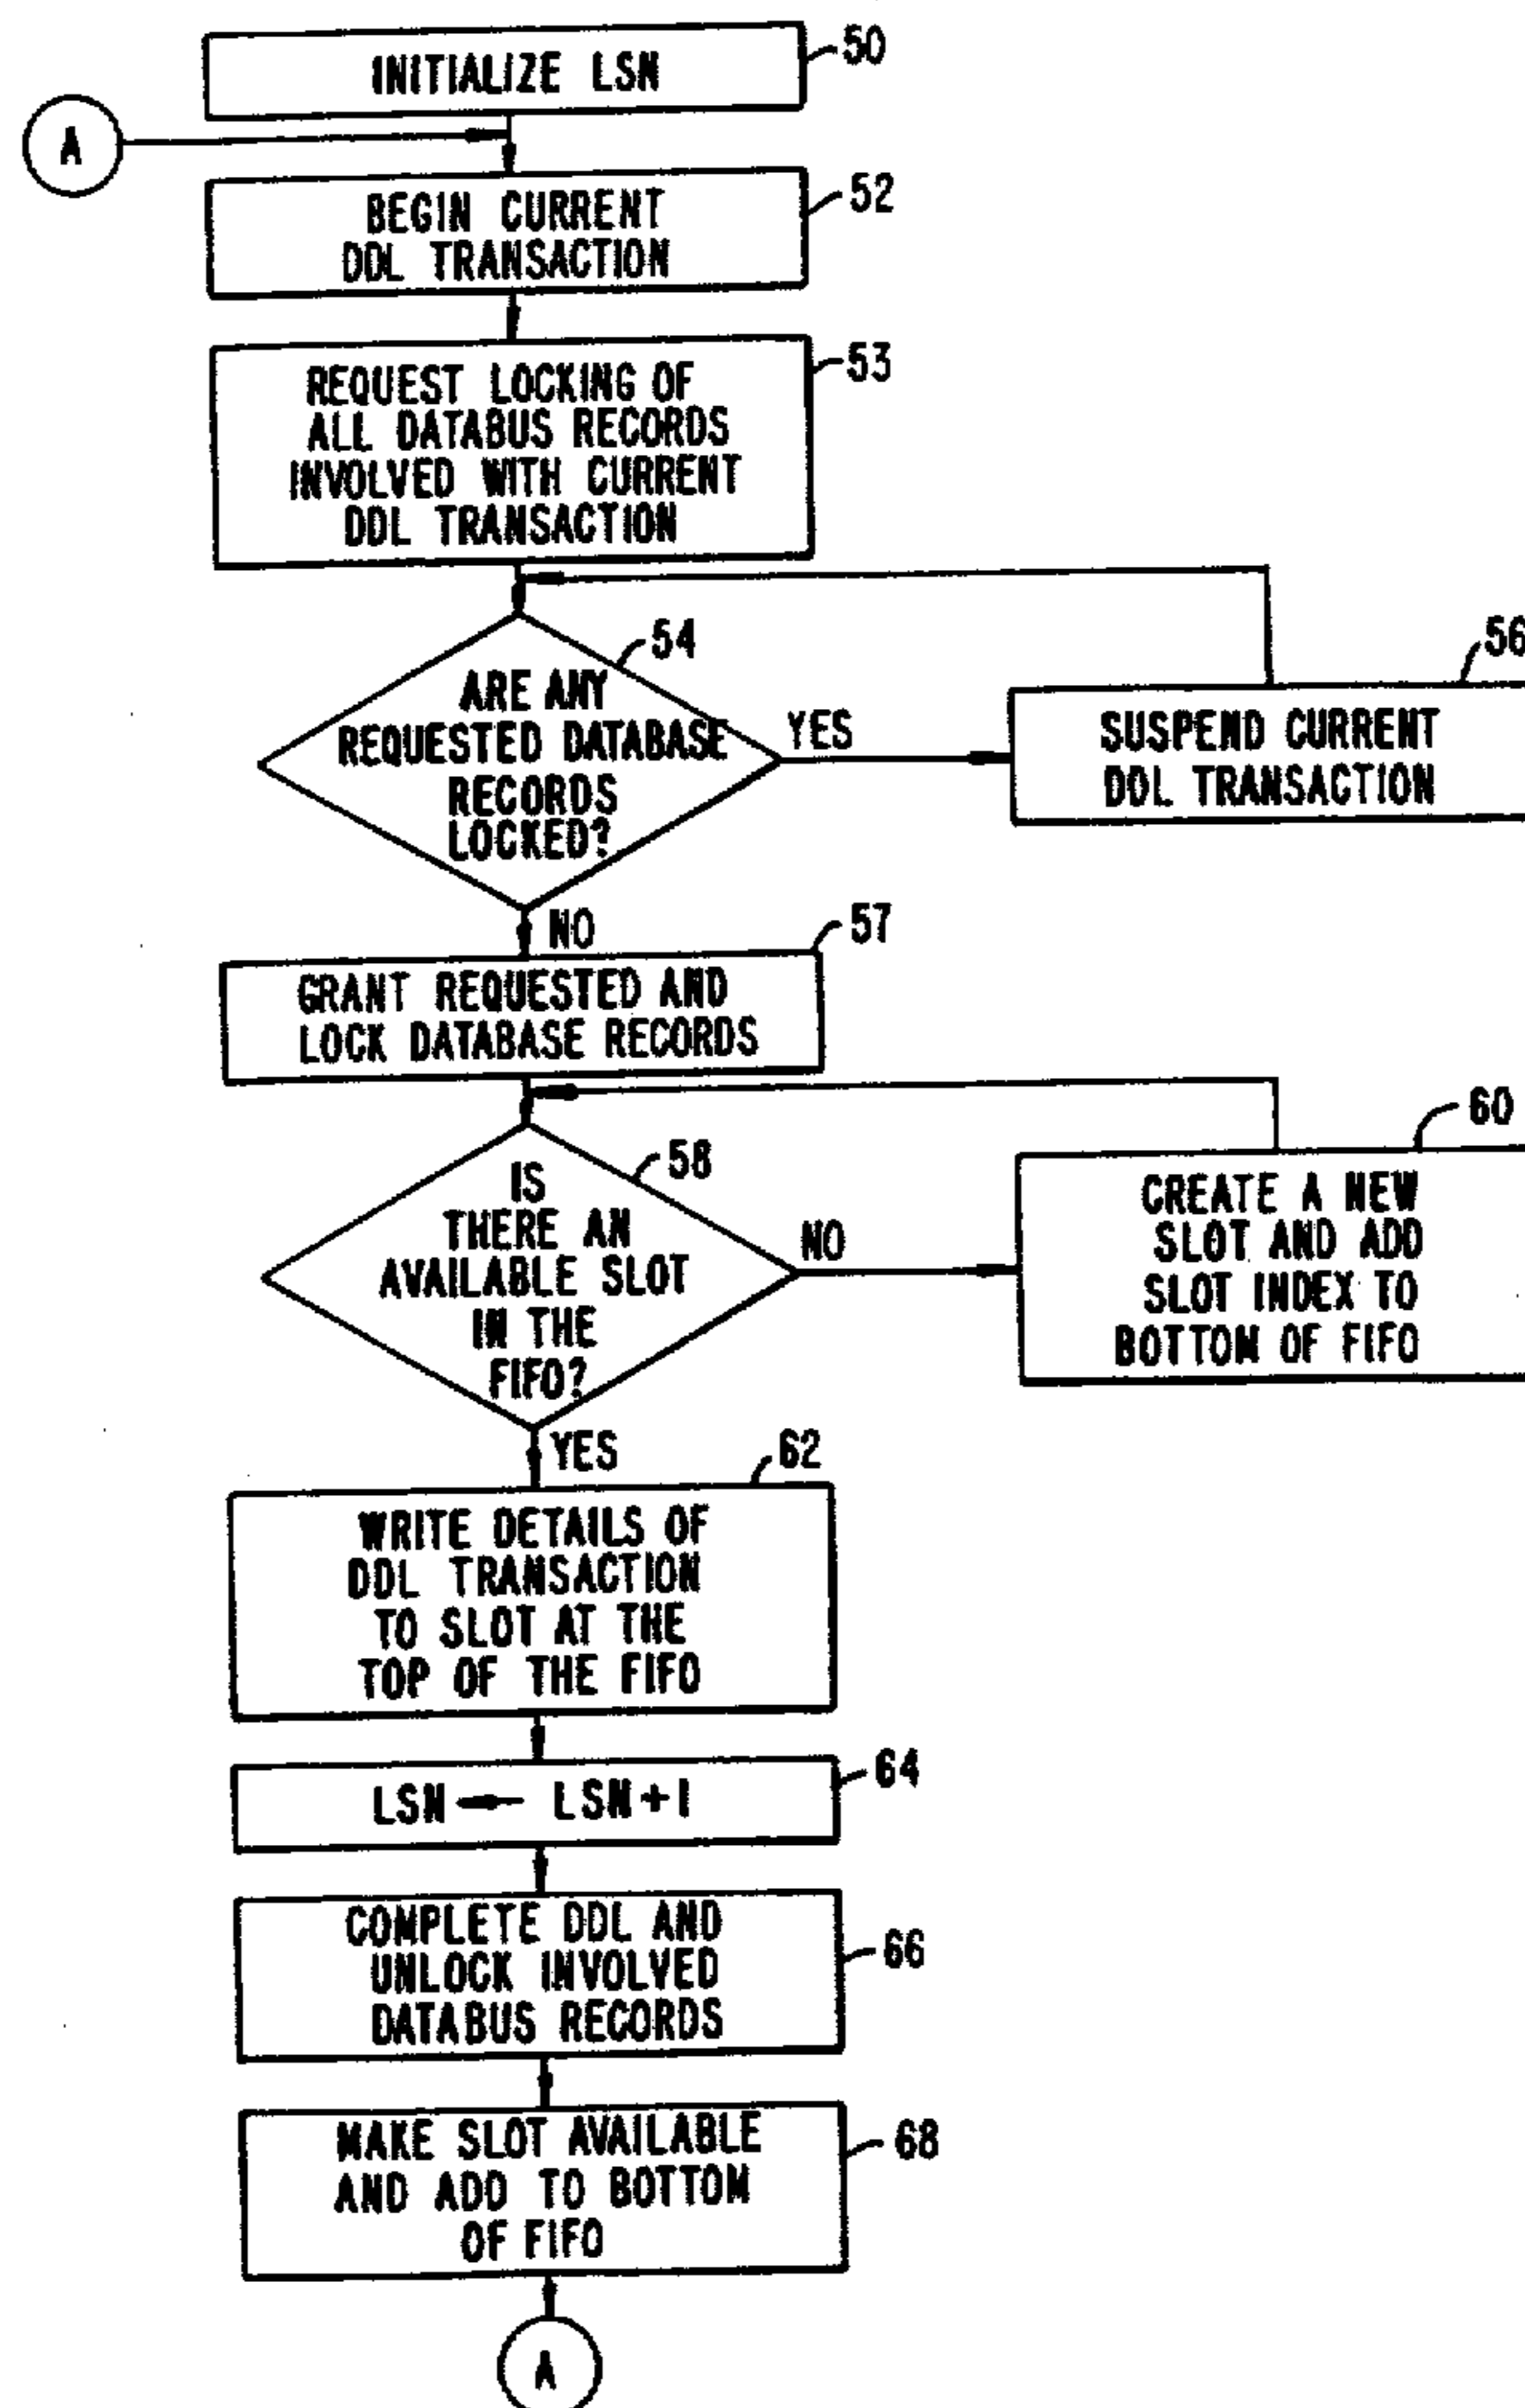 INITIALIZE LSN
50
A
BEGIN CURRENT
DDL TRANSACTION
52
REQUEST LOCKING OF
ALL DATABUS RECORDS
INVOLVED WITH CURRENT
DDL TRANSACTION
53
ARE ANY
REQUESTED DATABASE
RECORDS
LOCKED?
54
YES
SUSPEND CURRENT
DDL TRANSACTION
56
NO
GRANT REQUESTED AND
LOCK DATABASE RECORDS
57
IS
THERE AN
AVAILABLE SLOT
IN THE
FIFO?
58
NO
CREATE A NEW
SLOT AND ADD
SLOT INDEX TO
BOTTOM OF FIFO
60
YES
WRITE DETAILS OF
DDL TRANSACTION
TO SLOT AT THE
TOP OF THE FIFO
62
LSN ← LSN+1
64
COMPLETE DDL AND
UNLOCK INVOLVED
DATABUS RECORDS
66
MAKE SLOT AVAILABLE
AND ADD TO BOTTOM
OF FIFO
68
A